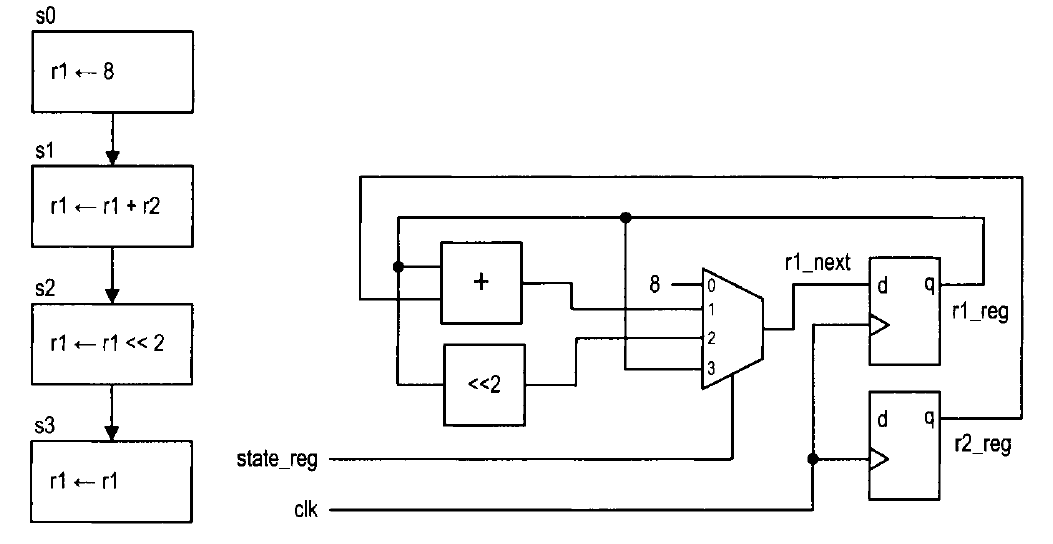 s0
r1 ← 8
s1
r1 ← r1 + r2
s2
r1 ← r1 << 2
s3
r1 ← r1
+
<<2
8
0
1
2
3
r1_next
d q
r1_reg
d q
r2_reg
state_reg
clk